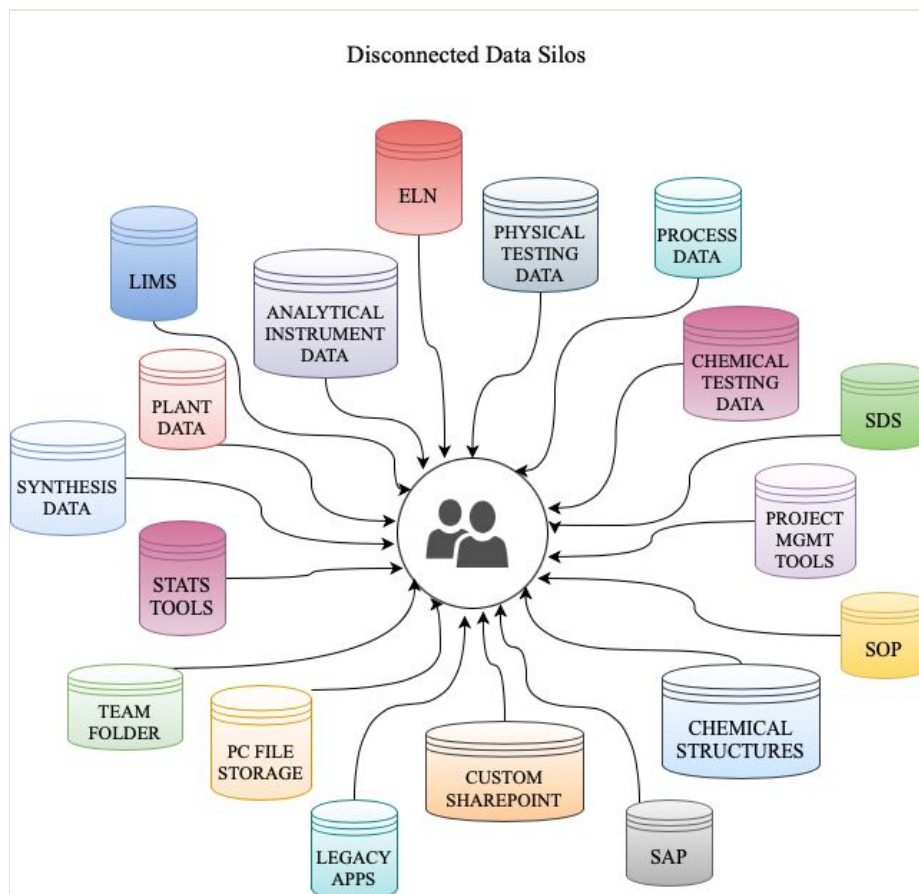 Disconnected Data Silos
ELN
PHYSICAL
TESTING
DATA
PROCESS
DATA
LIMS
ANALYTICAL
INSTRUMENT
DATA
CHEMICAL
TESTING
DATA
PLANT
DATA
SDS
SYNTHESIS
DATA
PROJECT
MGMT
TOOLS
STATS
TOOLS
SOP
TEAM
FOLDER
PC FILE
STORAGE
CHEMICAL
STRUCTURES
CUSTOM
SHAREPOINT
LEGACY
APPS
SAP